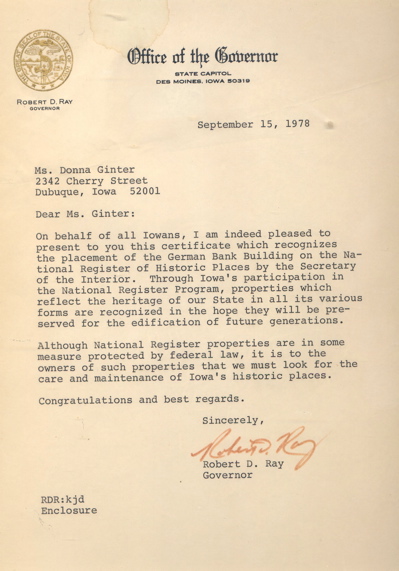 Office of the Governor
STATE CAPITOL
DES MOINES, IOWA 50319
ROBERT D. RAY
GOVERNOR
September 15, 1978
Ms. Donna Ginter
2342 Cherry Street
Dubuque, Iowa 52001
Dear Ms. Ginter:
On behalf of all Iowans, I am indeed pleased to
present to you this certificate which recognizes
the placement of the German Bank Building on the Na-
tional Register of Historic Places by the Secretary
of the Interior. Through Iowa's participation in
the National Register Program, properties which
reflect the heritage of our State in all its various
forms are recognized in the hope they will be pre-
served for the edification of future generations.
Although National Register properties are in some
measure protected by federal law, it is to the
owners of such properties that we must look for the
care and maintenance of Iowa's historic places.
Congratulations and best regards.
Sincerely,
Robert D. Ray
Robert D. Ray
Governor
RDR:kjd
Enclosure